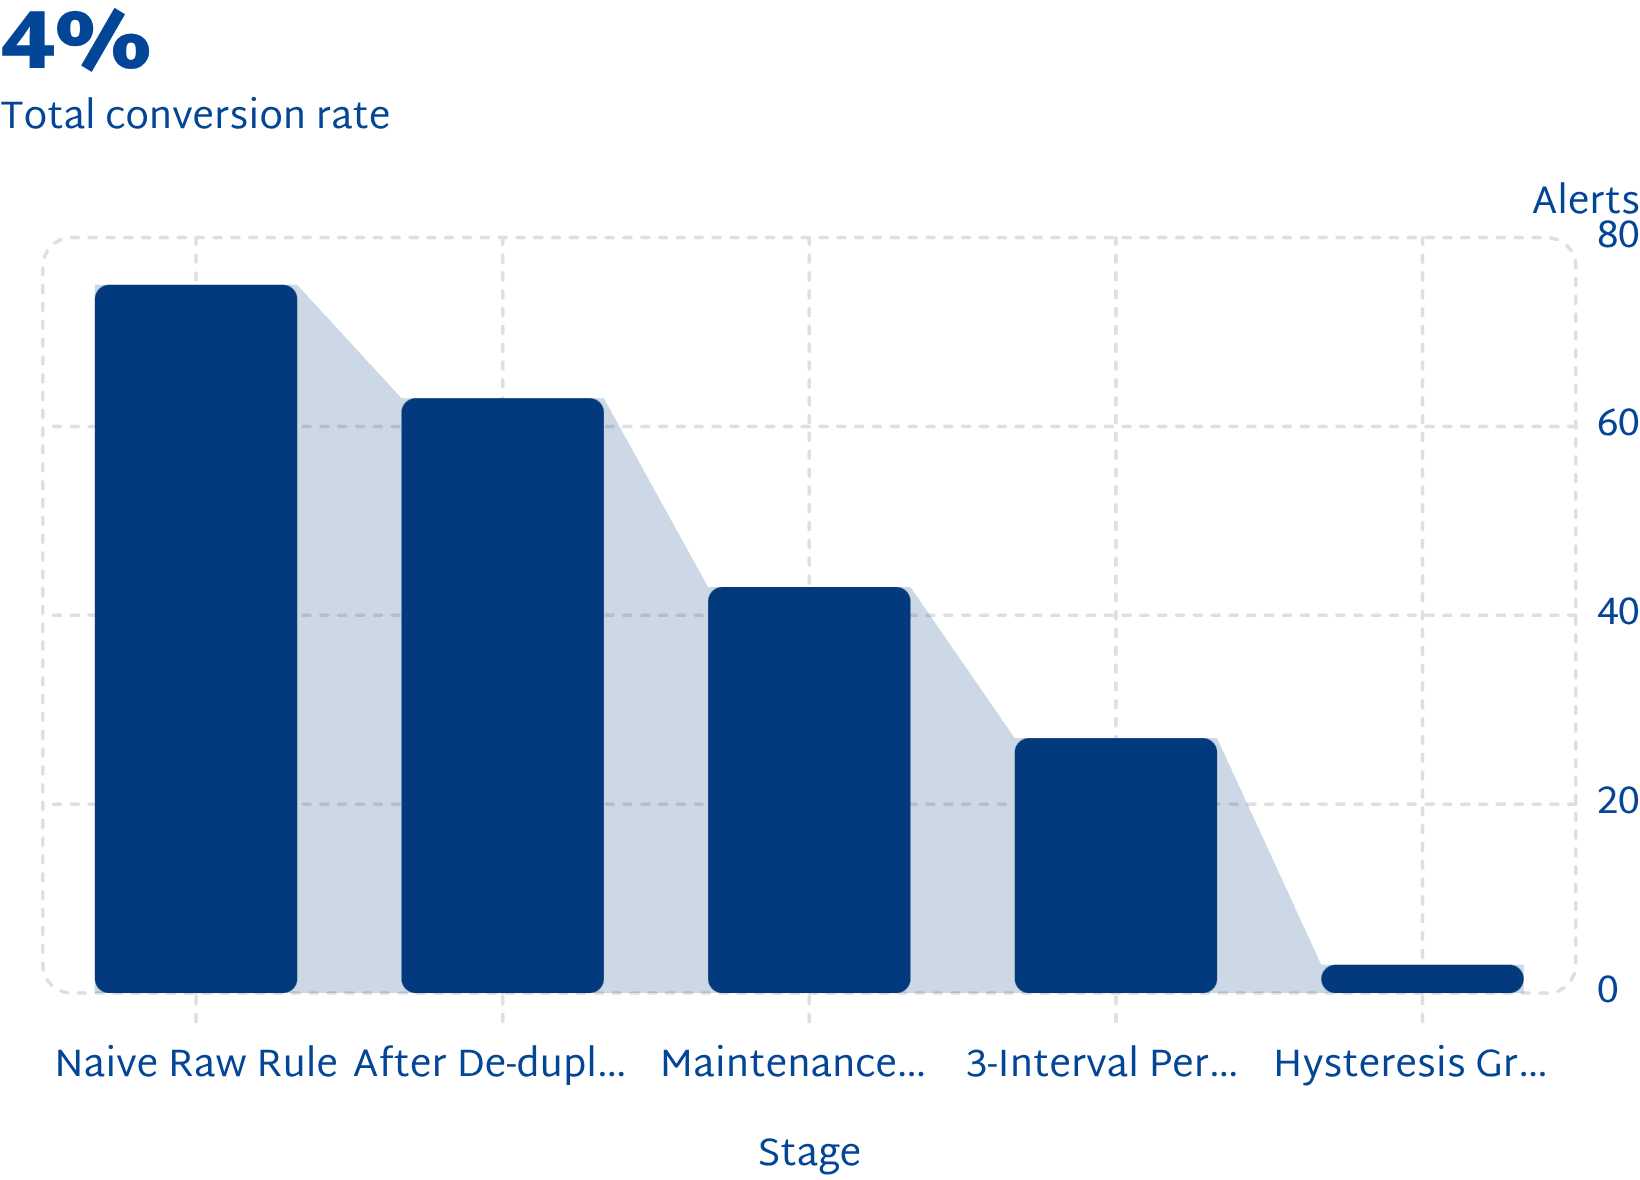 4%
Total conversion rate
Alerts
80
60
40
20
0
Naive Raw Rule After De-dupl... Maintenance... 3-Interval Per... Hysteresis Gr...
Stage